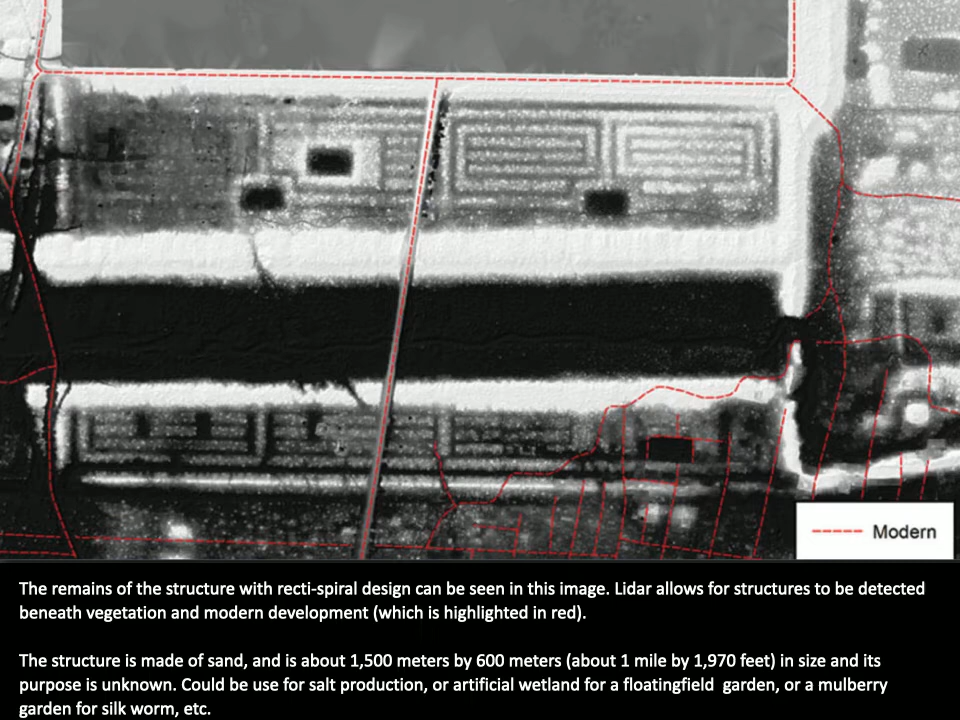 Modern
The remains of the structure with recti-spiral design can be seen in this image. Lidar allows for structures to be detected
beneath vegetation and modern development (which is highlighted in red).
The structure is made of sand, and is about 1,500 meters by 600 meters (about 1 mile by 1,970 feet) in size and its
purpose is unknown. Could be use for salt production, or artificial wetland for a floatingfield garden, or a mulberry
garden for silk worm, etc.